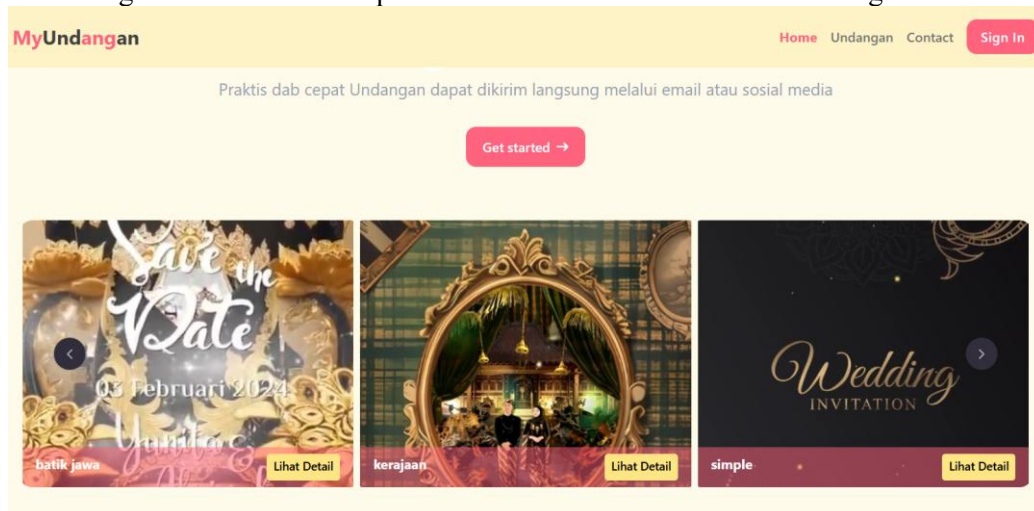 MyUndangan
Home Undangan Contact Sign In
Praktis dab cepat Undangan dapat dikirim langsung melalui email atau sosial media
Get started →
Save the
Date
03 Februari 2024
Yunita &
batik jawa
Lihat Detail
kerajaan
Lihat Detail
Wedding
INVITATION
simple
Lihat Detail